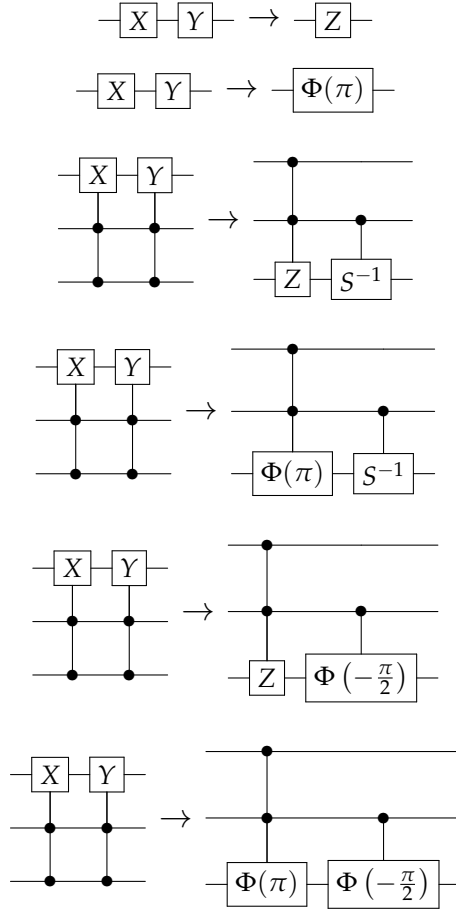 X Y → Z
X Y → Φ(π)
X Y → Z S⁻¹
X Y → Φ(π) S⁻¹
X Y → Z Φ(−π/2)
X Y → Φ(π) Φ(−π/2)